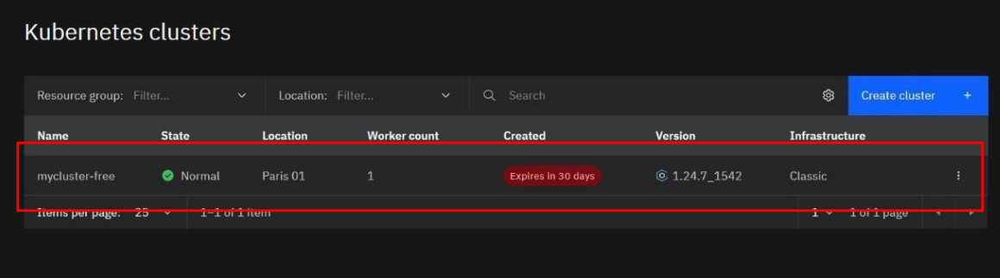 Kubernetes clusters
Resource group: Filter... Location: Filter... Search Create cluster +
Name State Location Worker count Created Version Infrastructure
mycluster-free Normal Paris 01 1 Expires in 30 days 1.24.7_1542 Classic
Items per page: 25 1–1 of 1 item 1 1 of 1 page